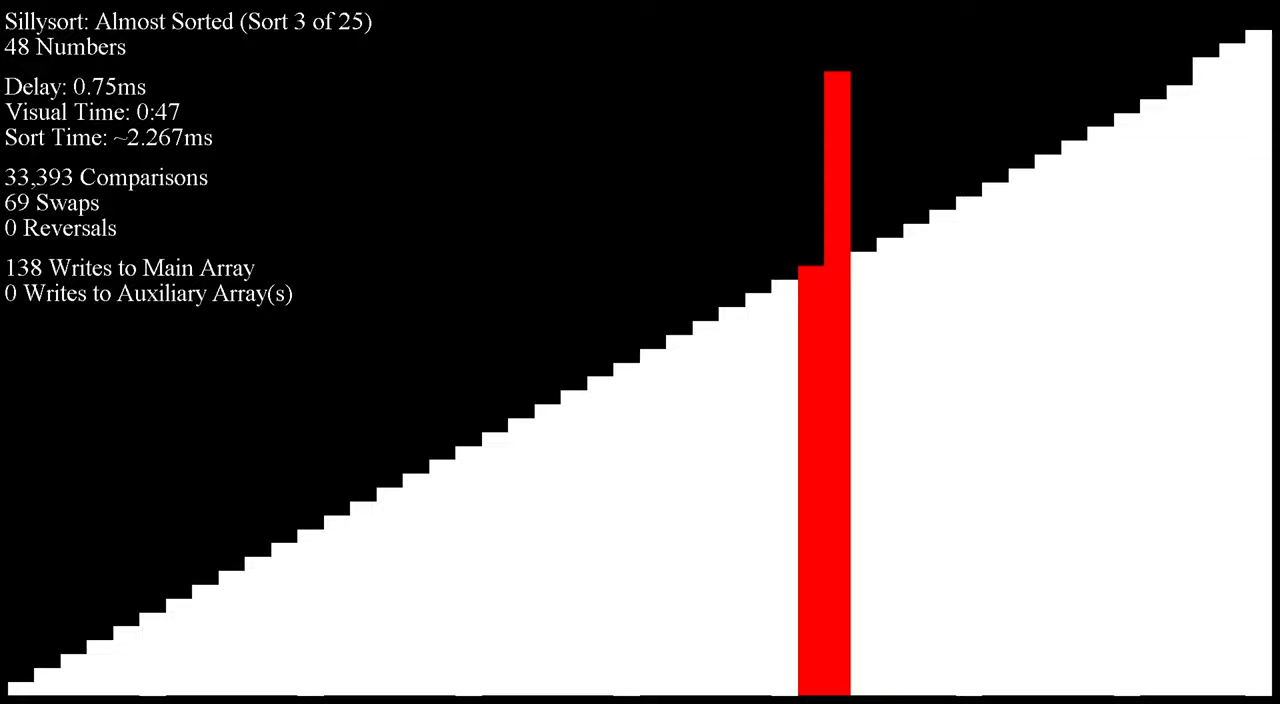 Sillysort: Almost Sorted (Sort 3 of 25)
48 Numbers
Delay: 0.75ms
Visual Time: 0:47
Sort Time: ~2.267ms
33,393 Comparisons
69 Swaps
0 Reversals
138 Writes to Main Array
0 Writes to Auxiliary Array(s)